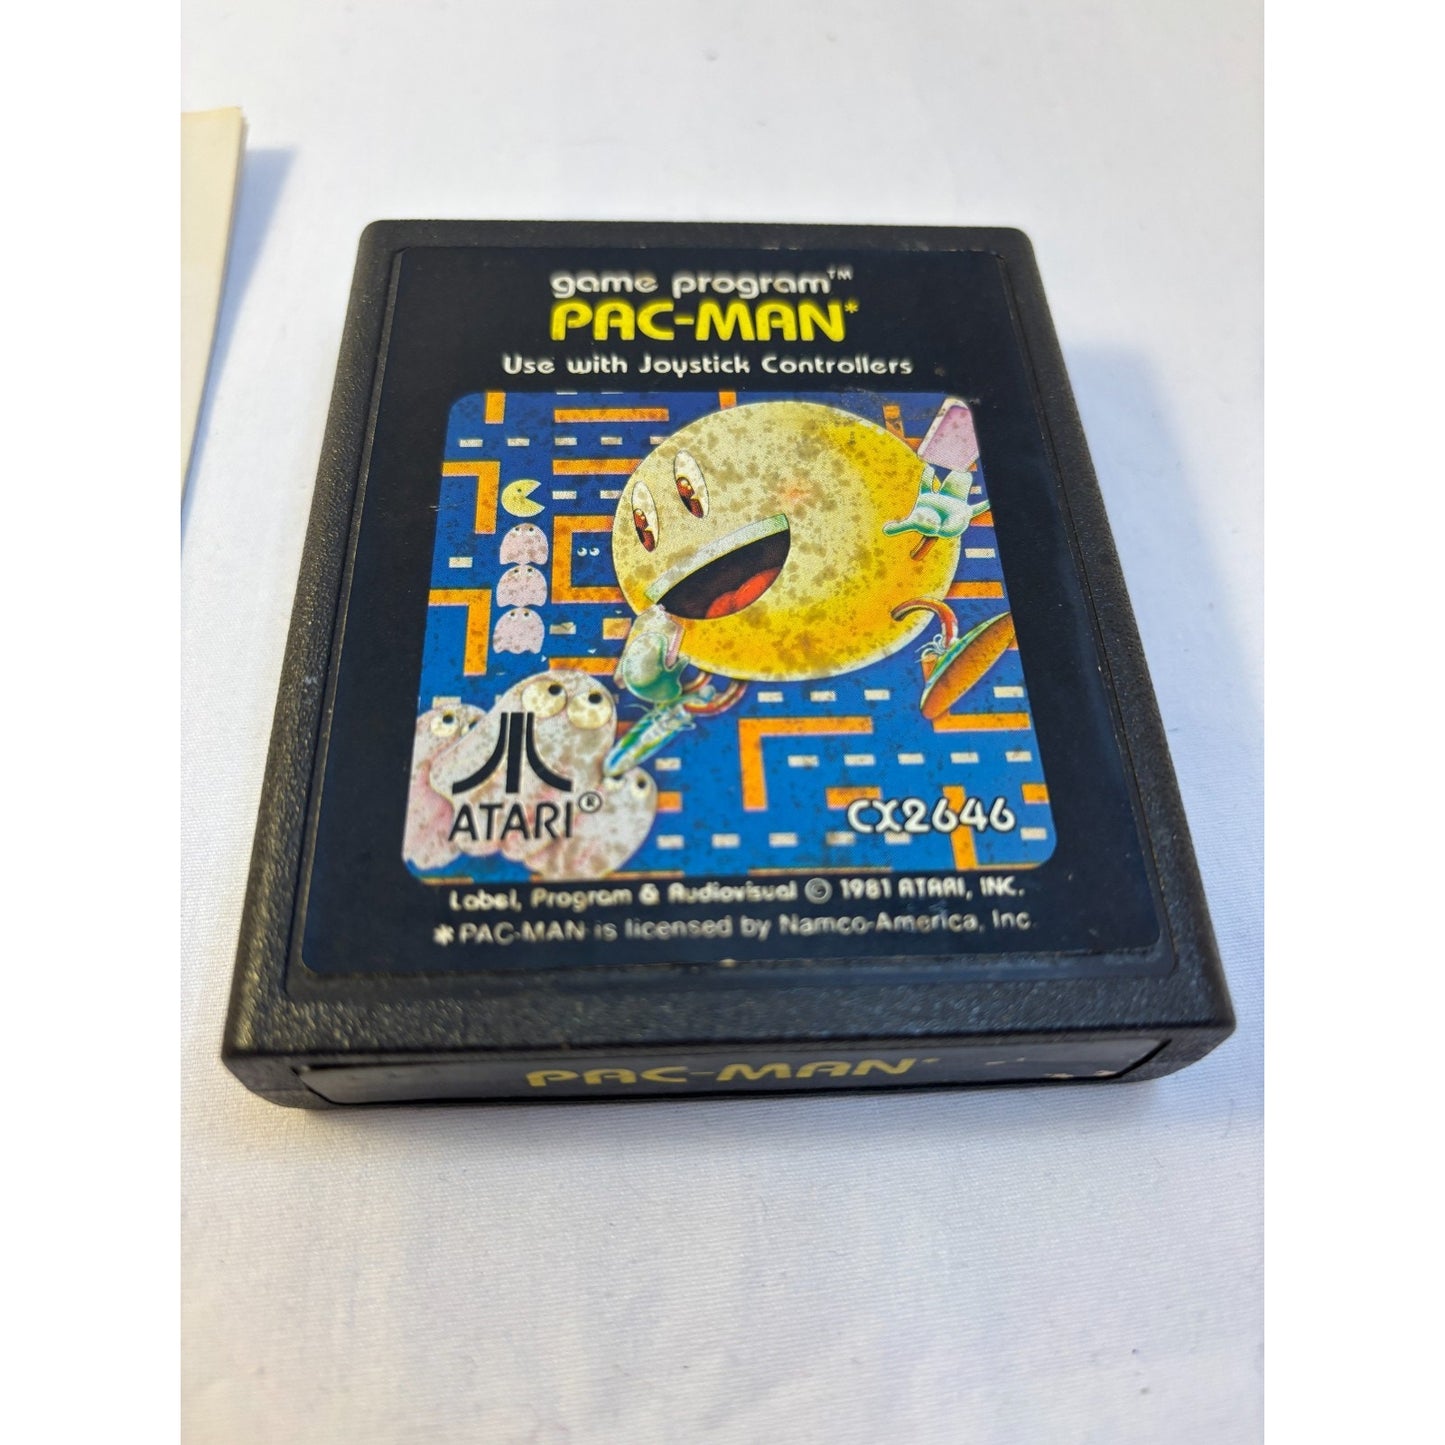 game program™
PAC-MAN*
Use with Joystick Controllers
ATARI®
CX2646
Label, Program & Audiovisual © 1981 ATARI, INC.
* PAC-MAN is licensed by Namco-America, Inc.
PAC-MAN*